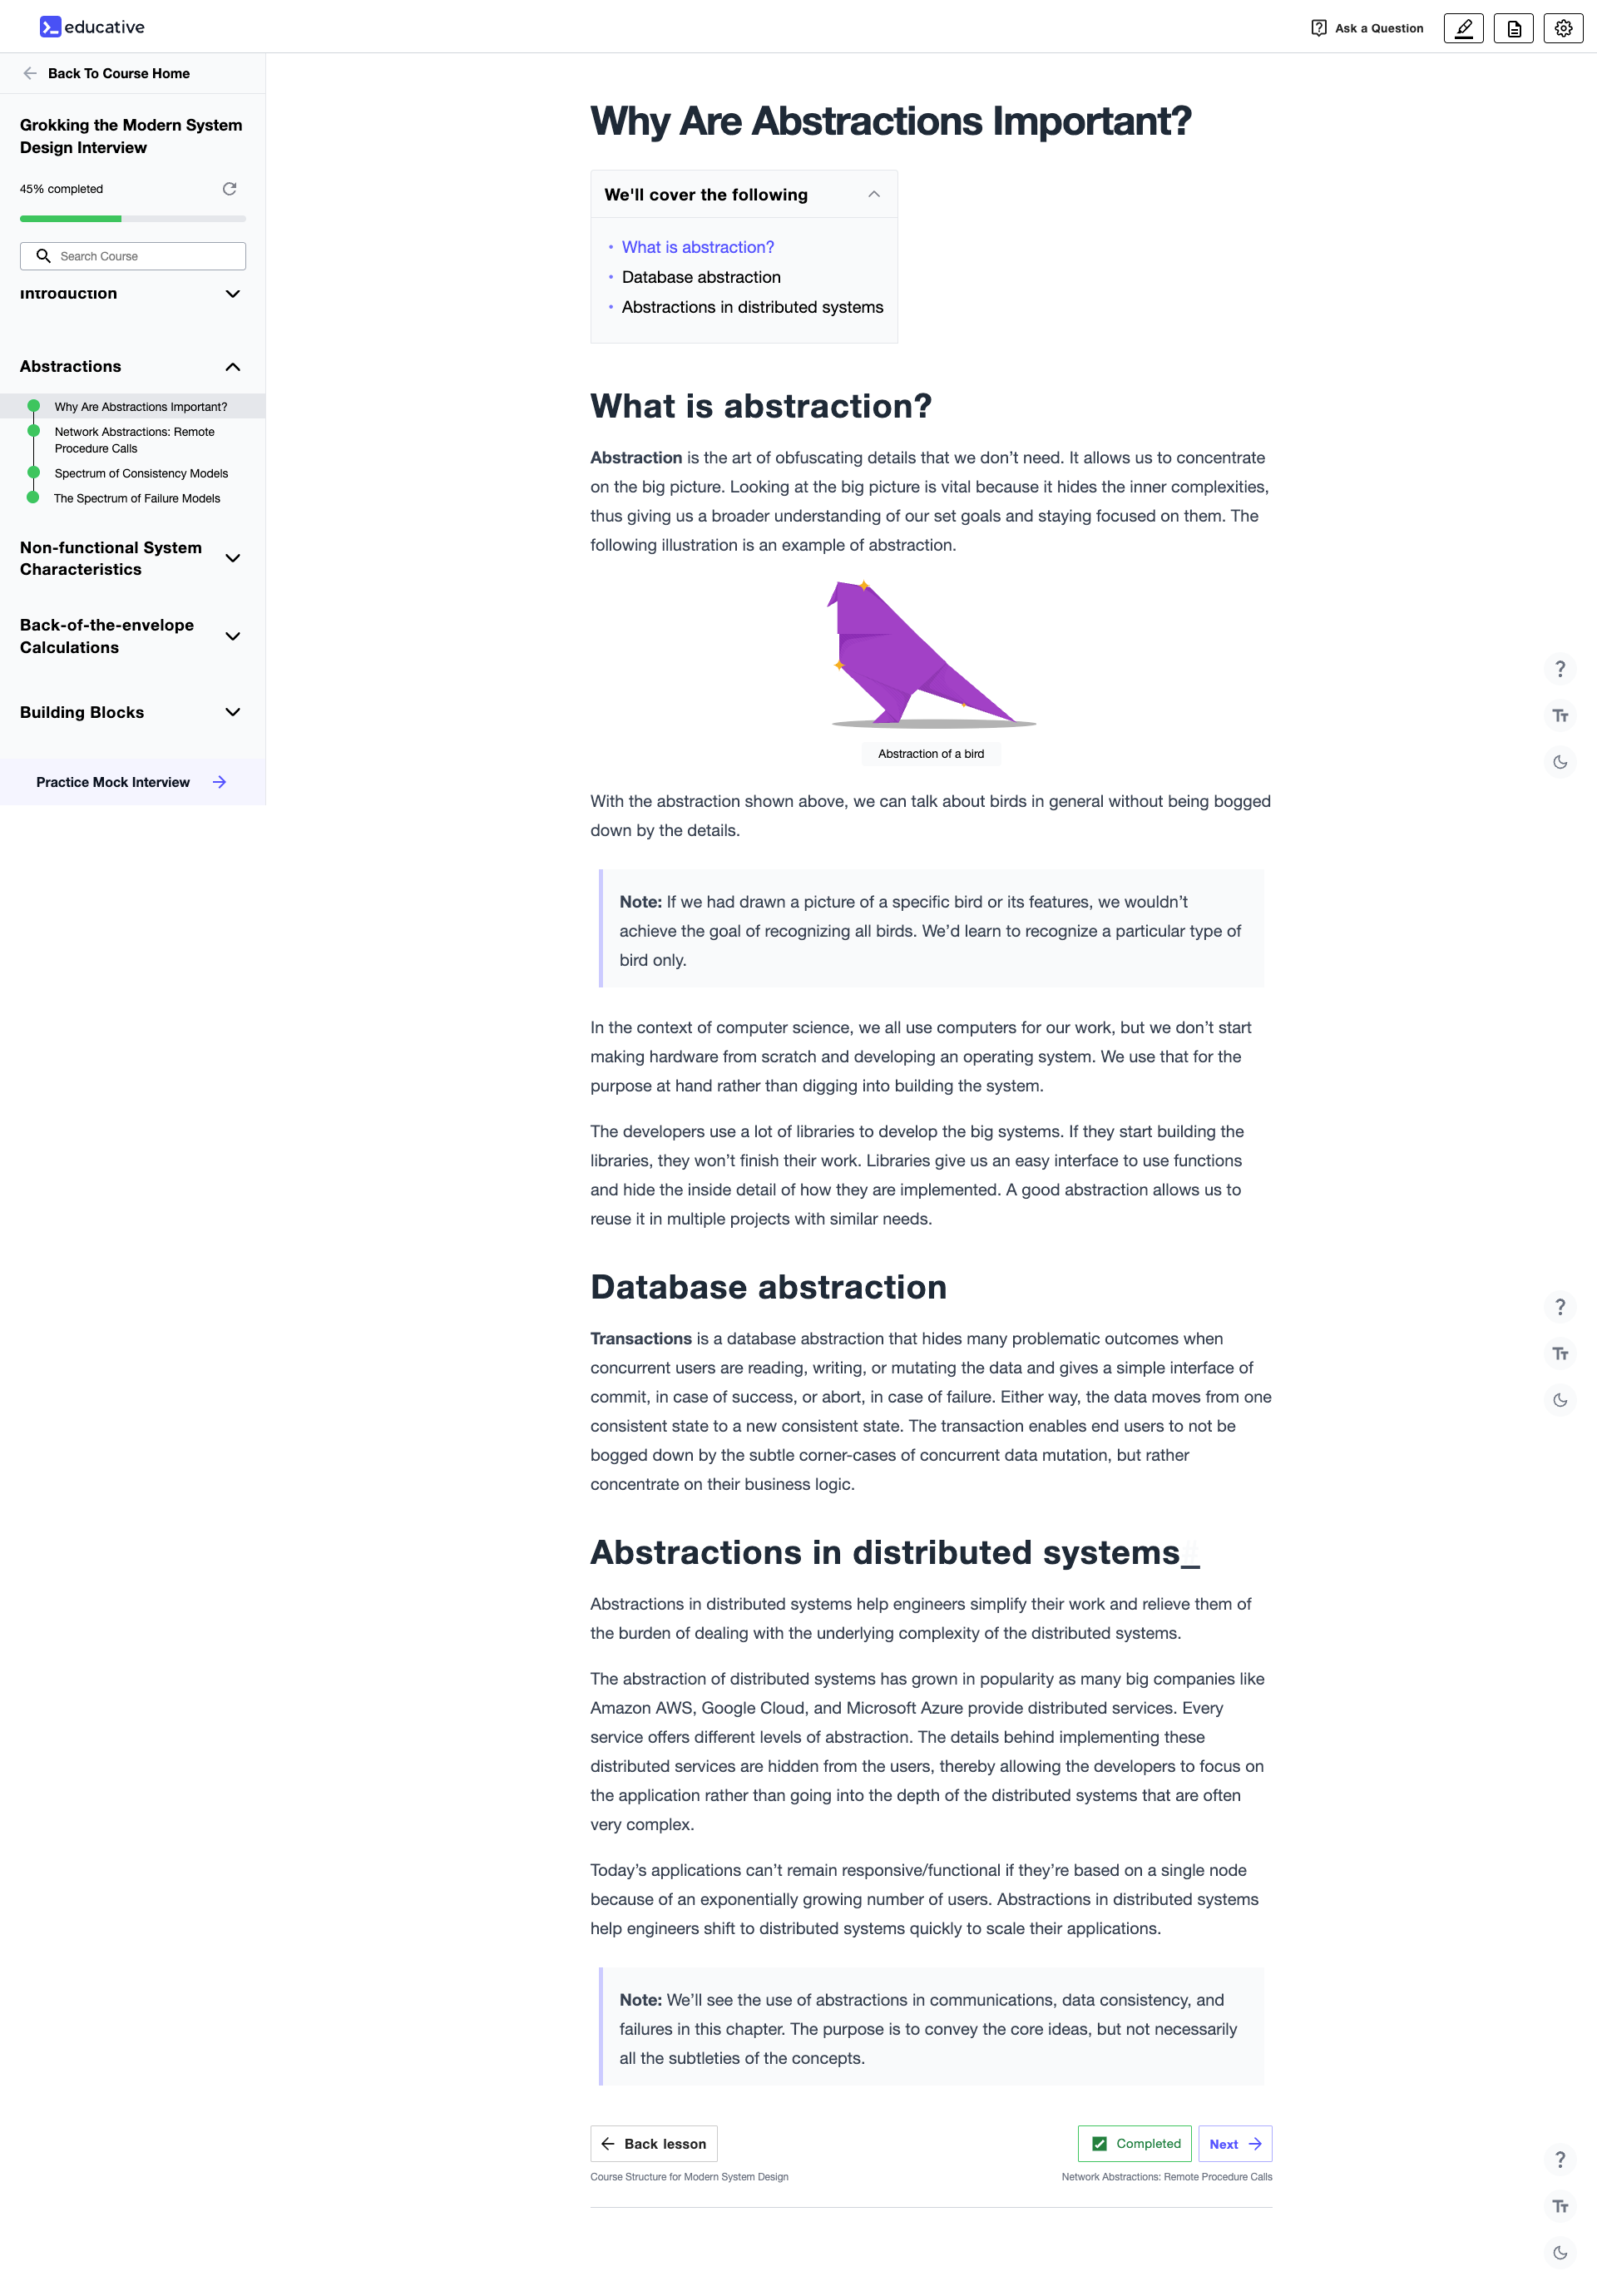 educative
Ask a Question
Back To Course Home
Grokking the Modern System
Design Interview
45% completed
Search Course
Introduction
Abstractions
Why Are Abstractions Important?
Network Abstractions: Remote
Procedure Calls
Spectrum of Consistency Models
The Spectrum of Failure Models
Non-functional System
Characteristics
Back-of-the-envelope
Calculations
Building Blocks
Practice Mock Interview
Why Are Abstractions Important?
We'll cover the following
• What is abstraction?
• Database abstraction
• Abstractions in distributed systems
What is abstraction?
Abstraction is the art of obfuscating details that we don’t need. It allows us to concentrate
on the big picture. Looking at the big picture is vital because it hides the inner complexities,
thus giving us a broader understanding of our set goals and staying focused on them. The
following illustration is an example of abstraction.
Abstraction of a bird
With the abstraction shown above, we can talk about birds in general without being bogged
down by the details.
Note: If we had drawn a picture of a specific bird or its features, we wouldn’t
achieve the goal of recognizing all birds. We’d learn to recognize a particular type of
bird only.
In the context of computer science, we all use computers for our work, but we don’t start
making hardware from scratch and developing an operating system. We use that for the
purpose at hand rather than digging into building the system.
The developers use a lot of libraries to develop the big systems. If they start building the
libraries, they won’t finish their work. Libraries give us an easy interface to use functions
and hide the inside detail of how they are implemented. A good abstraction allows us to
reuse it in multiple projects with similar needs.
Database abstraction
Transactions is a database abstraction that hides many problematic outcomes when
concurrent users are reading, writing, or mutating the data and gives a simple interface of
commit, in case of success, or abort, in case of failure. Either way, the data moves from one
consistent state to a new consistent state. The transaction enables end users to not be
bogged down by the subtle corner-cases of concurrent data mutation, but rather
concentrate on their business logic.
Abstractions in distributed systems#
Abstractions in distributed systems help engineers simplify their work and relieve them of
the burden of dealing with the underlying complexity of the distributed systems.
The abstraction of distributed systems has grown in popularity as many big companies like
Amazon AWS, Google Cloud, and Microsoft Azure provide distributed services. Every
service offers different levels of abstraction. The details behind implementing these
distributed services are hidden from the users, thereby allowing the developers to focus on
the application rather than going into the depth of the distributed systems that are often
very complex.
Today’s applications can’t remain responsive/functional if they’re based on a single node
because of an exponentially growing number of users. Abstractions in distributed systems
help engineers shift to distributed systems quickly to scale their applications.
Note: We’ll see the use of abstractions in communications, data consistency, and
failures in this chapter. The purpose is to convey the core ideas, but not necessarily
all the subtleties of the concepts.
Back lesson
Completed
Next
Course Structure for Modern System Design
Network Abstractions: Remote Procedure Calls
?
Tт
?
Tт
?
Tт